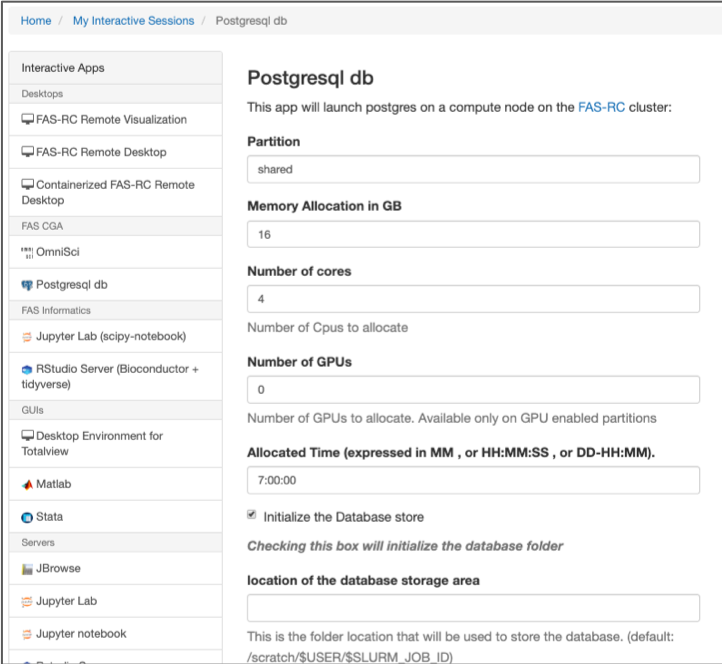 Home / My Interactive Sessions / Postgresql db
Interactive Apps
Desktops
FAS-RC Remote Visualization
FAS-RC Remote Desktop
Containerized FAS-RC Remote
Desktop
FAS CGA
OmniSci
Postgresql db
FAS Informatics
Jupyter Lab (scipy-notebook)
RStudio Server (Bioconductor +
tidyverse)
GUIs
Desktop Environment for
Totalview
Matlab
Stata
Servers
JBrowse
Jupyter Lab
Jupyter notebook
Postgresql db
This app will launch postgres on a compute node on the FAS-RC cluster:
Partition
shared
Memory Allocation in GB
16
Number of cores
4
Number of Cpus to allocate
Number of GPUs
0
Number of GPUs to allocate. Available only on GPU enabled partitions
Allocated Time (expressed in MM , or HH:MM:SS , or DD-HH:MM).
7:00:00
Initialize the Database store
Checking this box will initialize the database folder
location of the database storage area
This is the folder location that will be used to store the database. (default:
/scratch/$USER/$SLURM_JOB_ID)